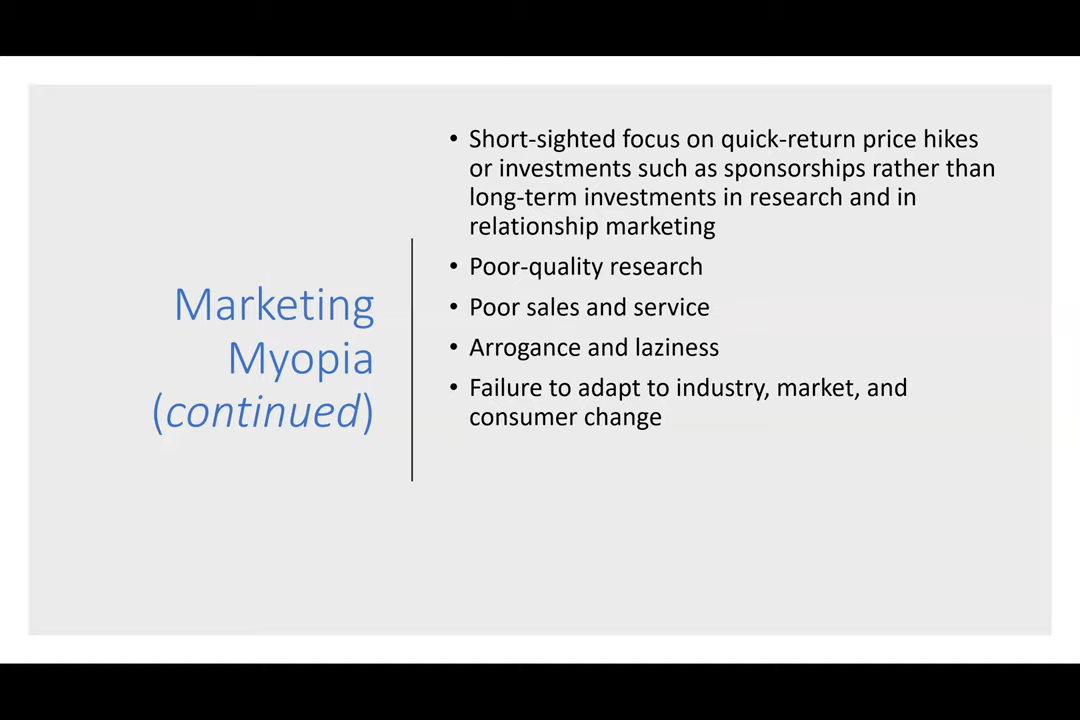 Marketing
Myopia
(continued)
• Short-sighted focus on quick-return price hikes
or investments such as sponsorships rather than
long-term investments in research and in
relationship marketing
• Poor-quality research
• Poor sales and service
• Arrogance and laziness
• Failure to adapt to industry, market, and
consumer change